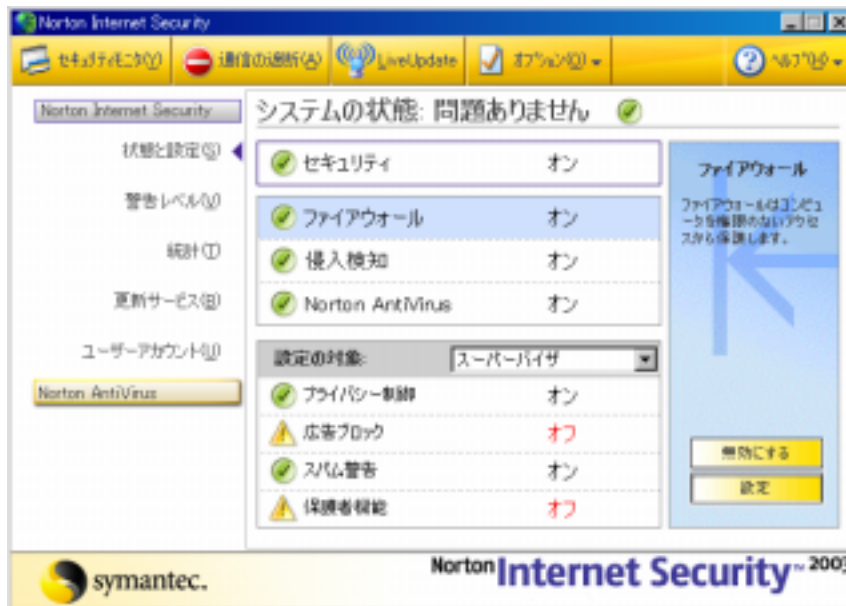 Norton Internet Security
セキュリティモニタ(Y) 通信の遮断(A) LiveUpdate オプション(O) ヘルプ(H)
Norton Internet Security
状態と設定(S)
警告レベル(V)
統計(T)
更新サービス(B)
ユーザーアカウント(U)
Norton AntiVirus
システムの状態: 問題ありません
セキュリティ オン
ファイアウォール オン
侵入検知 オン
Norton AntiVirus オン
設定の対象: スーパーバイザ
プライバシー制御 オン
広告ブロック オフ
スパム警告 オン
保護者機能 オフ
ファイアウォール
ファイアウォールはコンピュ
ータを権限のないアクセ
スから保護します。
無効にする
設定
symantec.
Norton Internet Security™ 2003